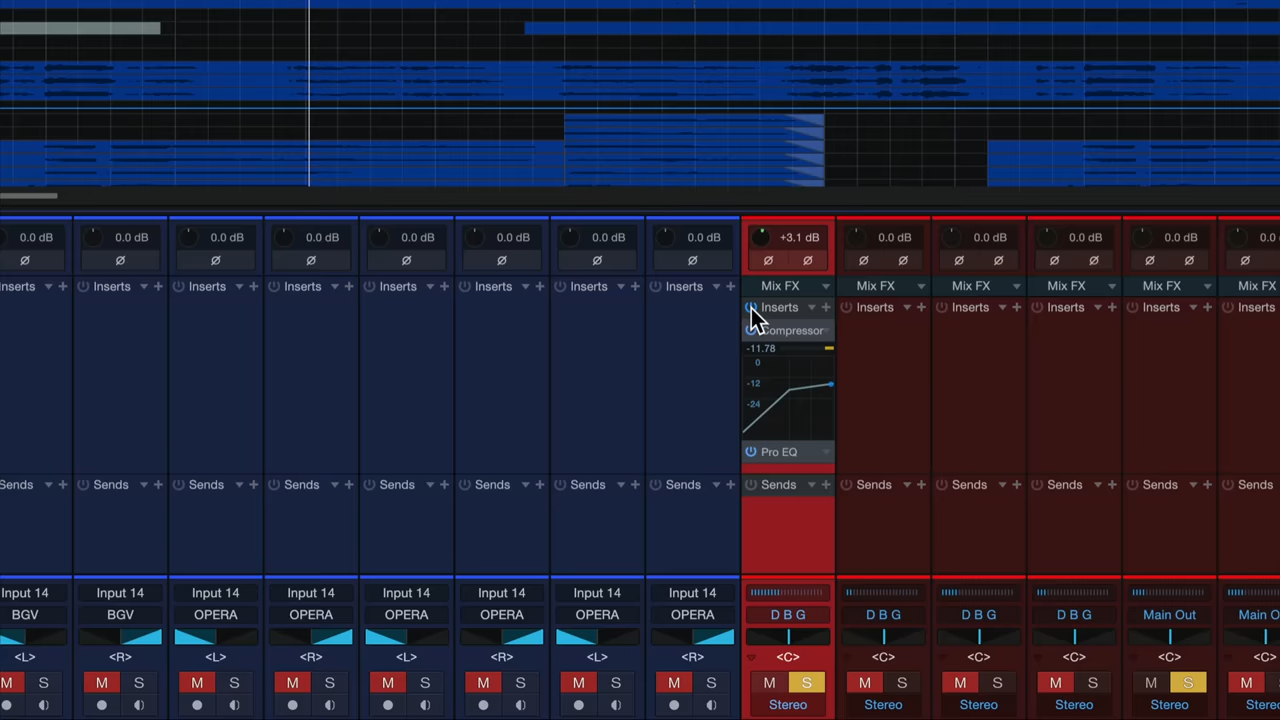 0.0 dB 0.0 dB 0.0 dB 0.0 dB 0.0 dB 0.0 dB 0.0 dB 0.0 dB +3.1 dB 0.0 dB 0.0 dB 0.0 dB 0.0 dB 0.0
Ø Ø Ø Ø Ø Ø Ø Ø Ø Ø Ø Ø Ø Ø Ø Ø Ø Ø Ø
Inserts Inserts Inserts Inserts Inserts Inserts Inserts Inserts Mix FX Mix FX Mix FX Mix FX Mix FX Mix FX
Inserts Inserts Inserts Inserts Inserts Inserts
Compressor
-11.78
0
-12
-24
Pro EQ
Sends Sends Sends Sends Sends Sends Sends Sends Sends Sends Sends Sends Sends Sends
Input 14 Input 14 Input 14 Input 14 Input 14 Input 14 Input 14 Input 14
BGV BGV OPERA OPERA OPERA OPERA OPERA OPERA D B G D B G D B G D B G Main Out Main O
<L> <R> <L> <R> <L> <R> <L> <R> <C> <C> <C> <C> <C> <C>
M S M S M S M S M S M S M S M S M S M S M S M S M S M S
Stereo Stereo Stereo Stereo Stereo Stereo